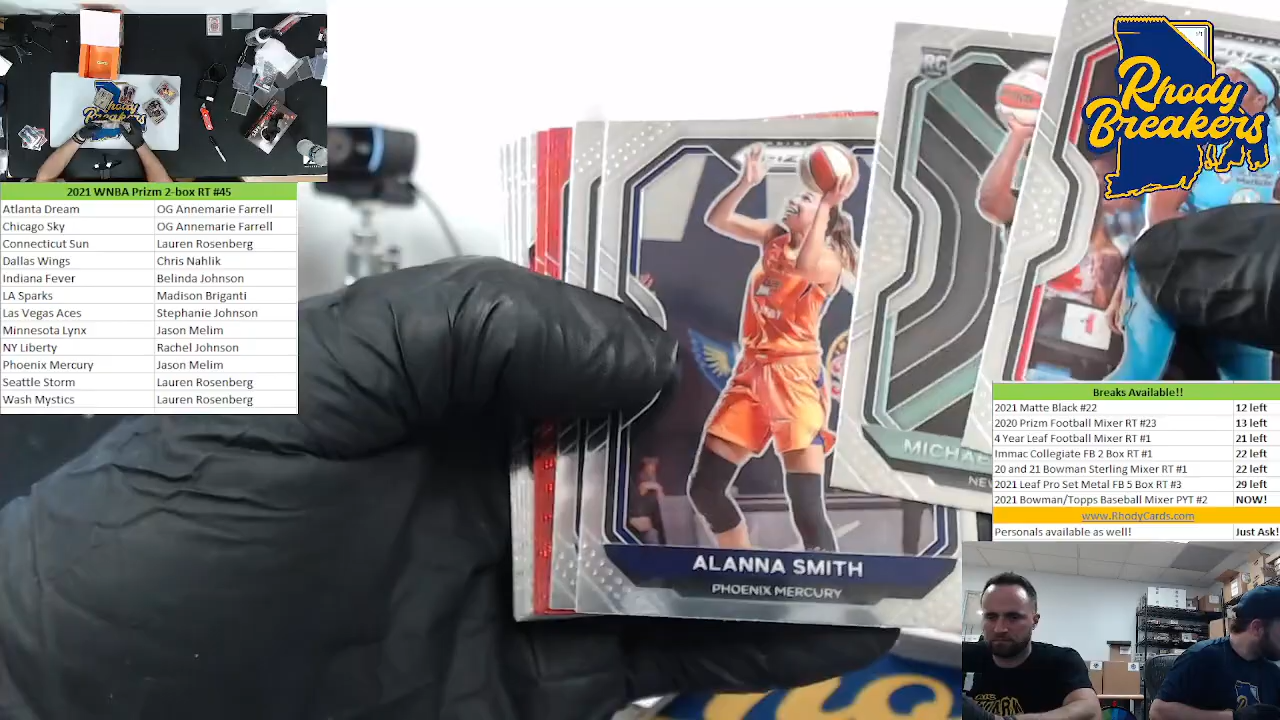 2021 WNBA Prizm 2-box RT #45
Atlanta Dream OG Annemarie Farrell
Chicago Sky OG Annemarie Farrell
Connecticut Sun Lauren Rosenberg
Dallas Wings Chris Nahlik
Indiana Fever Belinda Johnson
LA Sparks Madison Briganti
Las Vegas Aces Stephanie Johnson
Minnesota Lynx Jason Melim
NY Liberty Rachel Johnson
Phoenix Mercury Jason Melim
Seattle Storm Lauren Rosenberg
Wash Mystics Lauren Rosenberg
RC
ALANNA SMITH
PHOENIX MERCURY
Rhody
Breakers
Breaks Available!!
2021 Matte Black #22 12 left
2020 Prizm Football Mixer RT #23 13 left
4 Year Leaf Football Mixer RT #1 21 left
Immac Collegiate FB 2 Box RT #1 22 left
20 and 21 Bowman Sterling Mixer RT #1 22 left
2021 Leaf Pro Set Metal FB 5 Box RT #3 29 left
2021 Bowman/Topps Baseball Mixer PYT #2 NOW!
www.RhodyCards.com
Personals available as well! Just Ask!